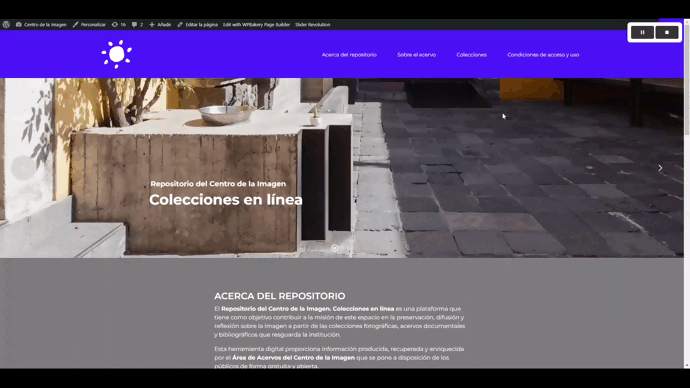 Centro de la Imagen Personalizar 16 2 Añadir Editar la página Edit with WPBakery Page Builder Slider Revolution
Acerca del repositorio Sobre el acervo Colecciones Condiciones de acceso y uso
Repositorio del Centro de la Imagen
Colecciones en línea
ACERCA DEL REPOSITORIO
El Repositorio del Centro de la Imagen. Colecciones en línea es una plataforma que
tiene como objetivo contribuir a la misión de este espacio en la preservación, difusión y
reflexión sobre la imagen a partir de las colecciones fotográficas, acervos documentales
y bibliográficos que resguarda la institución.
Esta herramienta digital proporciona información producida, recuperada y enriquecida
por el Área de Acervos del Centro de la Imagen que se pone a disposición de los
públicos de forma gratuita y abierta.